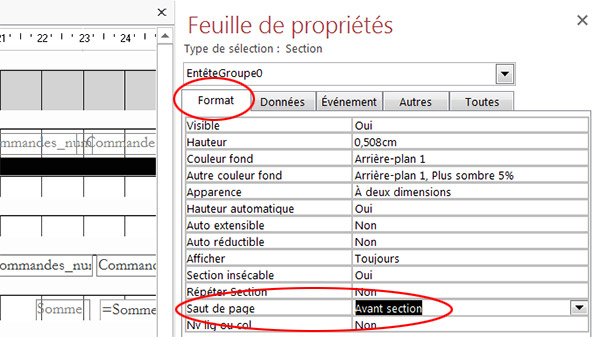 Feuille de propriétés
Type de sélection : Section
EntêteGroupe0
Format Données Événement Autres Toutes
Visible Oui
Hauteur 0,508cm
Couleur fond Arrière-plan 1
Autre couleur fond Arrière-plan 1, Plus sombre 5%
Apparence À deux dimensions
Hauteur automatique Oui
Auto extensible Non
Auto réductible Non
Afficher Toujours
Section insécable Oui
Répéter Section Non
Saut de page Avant section
Nv lig ou col Non
21 22 23 24
ommandes_num Commandes_
ommandes_nu Command
Somme =Somme